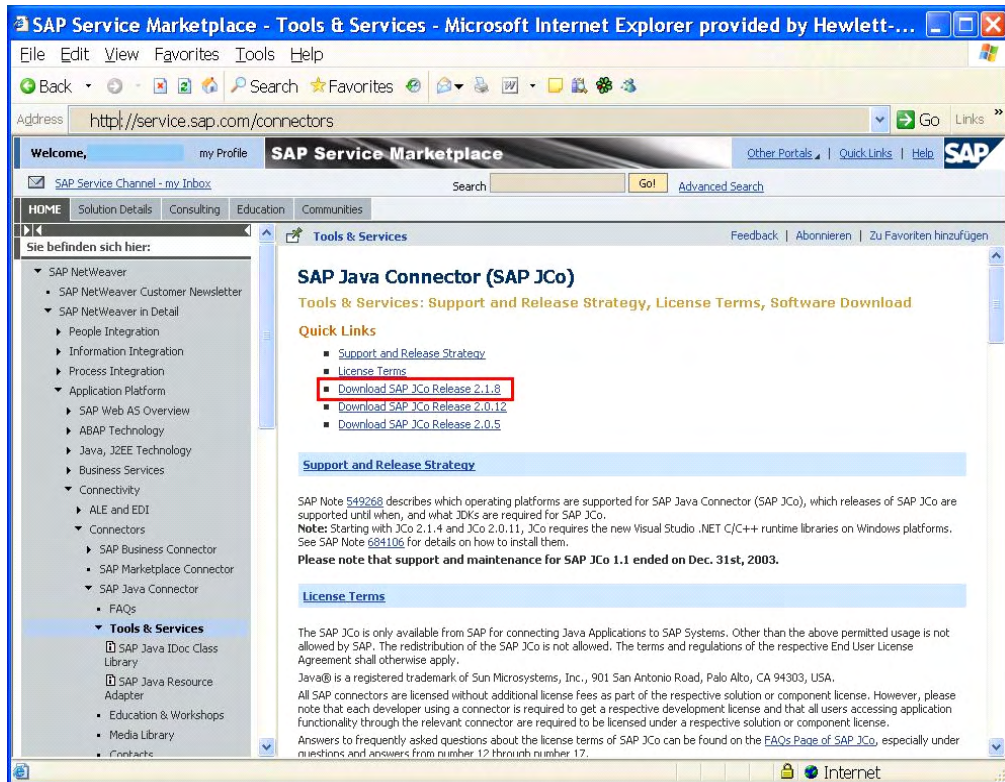 SAP Service Marketplace - Tools & Services - Microsoft Internet Explorer provided by Hewlett-...
File Edit View Favorites Tools Help
Back Search Favorites
Address http://service.sap.com/connectors Go Links »
Welcome, my Profile SAP Service Marketplace Other Portals | Quick Links | Help SAP
SAP Service Channel - my Inbox Search Go! Advanced Search
HOME Solution Details Consulting Education Communities
Sie befinden sich hier:
SAP NetWeaver
SAP NetWeaver Customer Newsletter
SAP NetWeaver in Detail
People Integration
Information Integration
Process Integration
Application Platform
SAP Web AS Overview
ABAP Technology
Java, J2EE Technology
Business Services
Connectivity
ALE and EDI
Connectors
SAP Business Connector
SAP Marketplace Connector
SAP Java Connector
FAQs
Tools & Services
SAP Java IDoc Class
Library
SAP Java Resource
Adapter
Education & Workshops
Media Library
Contacts
Tools & Services Feedback | Abonnieren | Zu Favoriten hinzufügen
SAP Java Connector (SAP JCo)
Tools & Services: Support and Release Strategy, License Terms, Software Download
Quick Links
Support and Release Strategy
License Terms
Download SAP JCo Release 2.1.8
Download SAP JCo Release 2.0.12
Download SAP JCo Release 2.0.5
Support and Release Strategy
SAP Note 549268 describes which operating platforms are supported for SAP Java Connector (SAP JCo), which releases of SAP JCo are
supported until when, and what JDKs are required for SAP JCo.
Note: Starting with JCo 2.1.4 and JCo 2.0.11, JCo requires the new Visual Studio .NET C/C++ runtime libraries on Windows platforms.
See SAP Note 684106 for details on how to install them.
Please note that support and maintenance for SAP JCo 1.1 ended on Dec. 31st, 2003.
License Terms
The SAP JCo is only available from SAP for connecting Java Applications to SAP Systems. Other than the above permitted usage is not
allowed by SAP. The redistribution of the SAP JCo is not allowed. The terms and regulations of the respective End User License
Agreement shall otherwise apply.
Java® is a registered trademark of Sun Microsystems, Inc., 901 San Antonio Road, Palo Alto, CA 94303, USA.
All SAP connectors are licensed without additional license fees as part of the respective solution or component license. However, please
note that each developer using a connector is required to get a respective development license and that all users accessing application
functionality through the relevant connector are required to be licensed under a respective solution or component license.
Answers to frequently asked questions about the license terms of SAP JCo can be found on the FAQs Page of SAP JCo, especially under
questions and answers from number 12 through number 17.
Internet